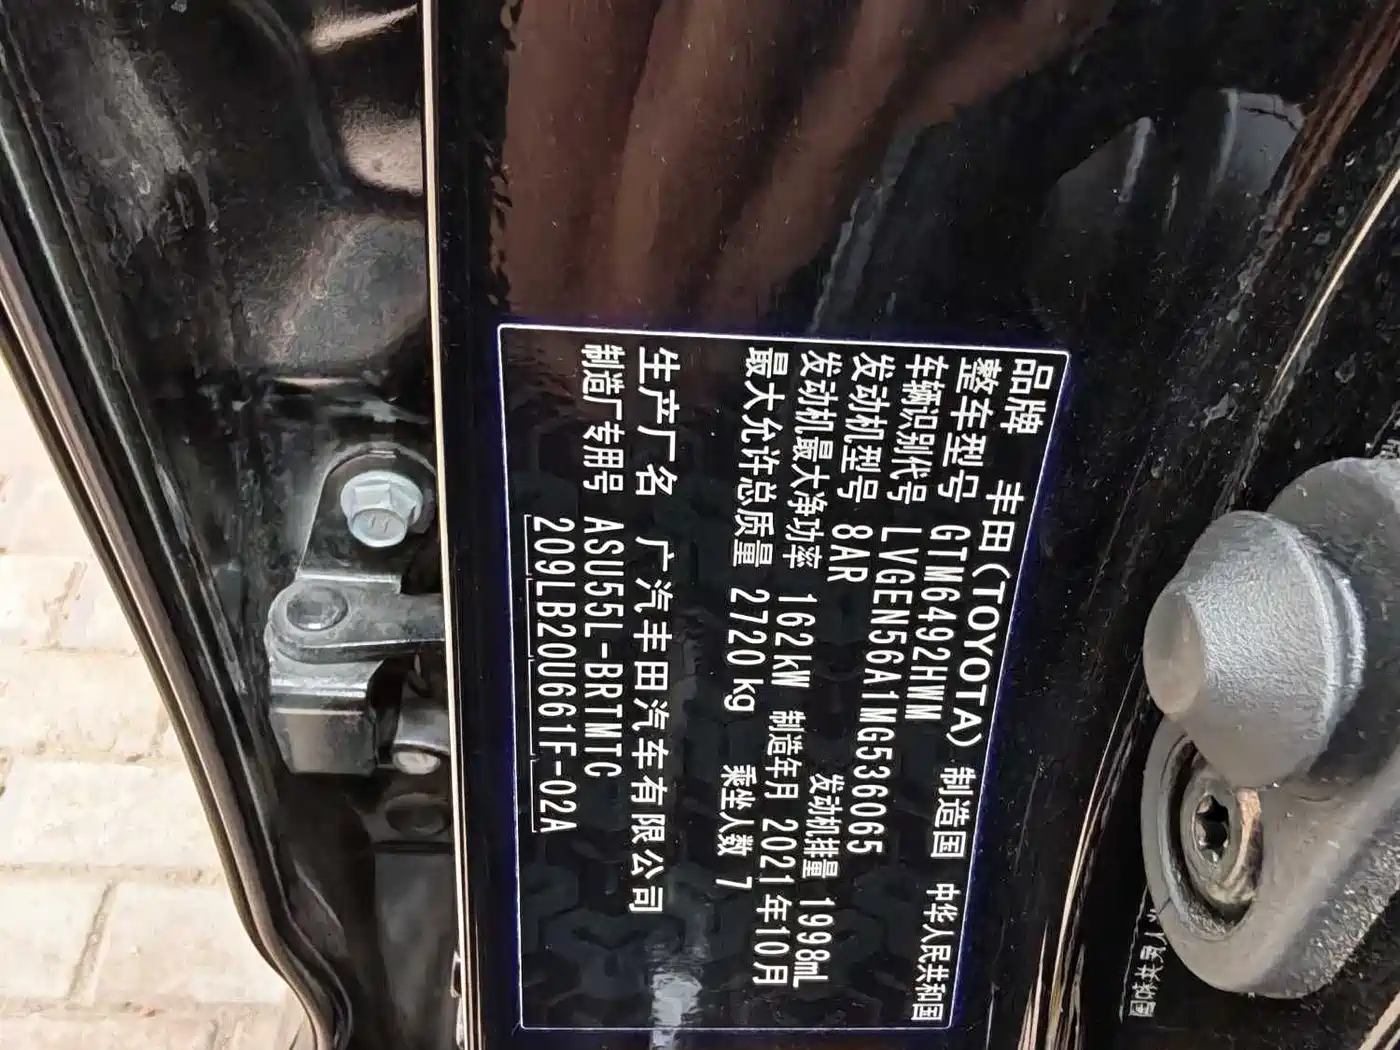 品牌 丰田(TOYOTA) 制造国 中华人民共和国
整车型号 GTM6492HWM
车辆识别代号 LVGEN56A1MG536065
发动机型号 8AR 发动机排量 1998mL
发动机最大净功率 162kW 制造年月 2021年10月
最大允许总质量 2720kg 乘坐人数 7
生产厂名 广汽丰田汽车有限公司
制造厂专用号 ASU55L-BRTMTC
209LB20U661F-02A